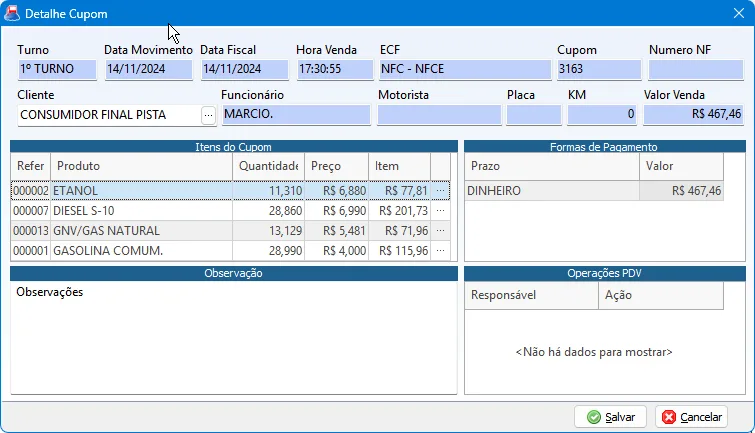 Detalhe Cupom
Turno Data Movimento Data Fiscal Hora Venda ECF Cupom Numero NF
1º TURNO 14/11/2024 14/11/2024 17:30:55 NFC - NFCE 3163
Cliente Funcionário Motorista Placa KM Valor Venda
CONSUMIDOR FINAL PISTA ... MARCIO. 0 R$ 467,46
Itens do Cupom Formas de Pagamento
Refer Produto Quantidade Preço Item Prazo Valor
000002 ETANOL 11,310 R$ 6,880 R$ 77,81 ... DINHEIRO R$ 467,46
000007 DIESEL S-10 28,860 R$ 6,990 R$ 201,73 ...
000013 GNV/GAS NATURAL 13,129 R$ 5,481 R$ 71,96 ...
000001 GASOLINA COMUM. 28,990 R$ 4,000 R$ 115,96 ...
Observação Operações PDV
Observações Responsável Ação
<Não há dados para mostrar>
Salvar Cancelar